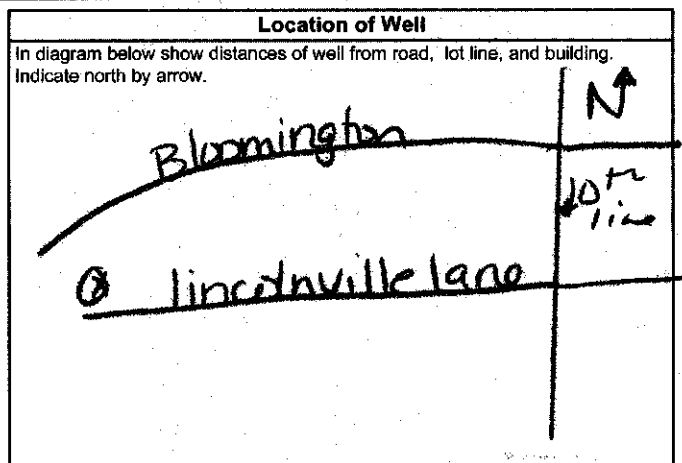 Location of Well
In diagram below show distances of well from road, lot line, and building.
Indicate north by arrow.
N
Bloomington
10th
line
lincolnville lane